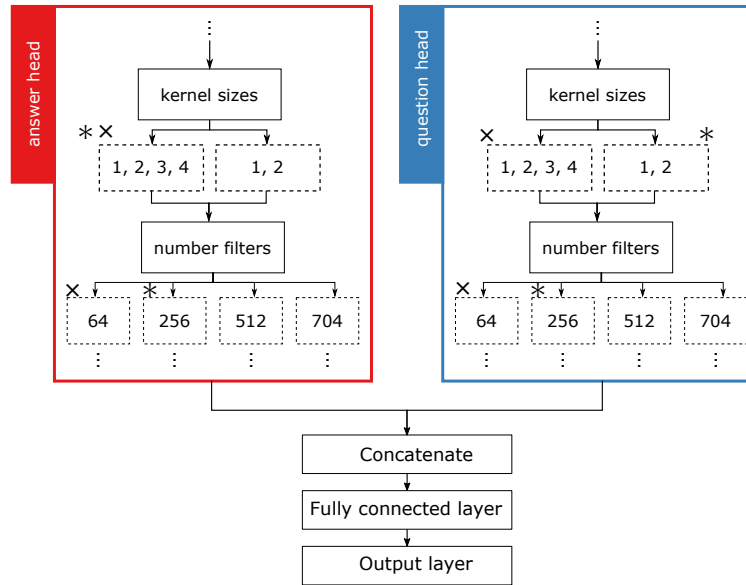 answer head
⋮
kernel sizes
* ×
1, 2, 3, 4
1, 2
number filters
×
*
64
256
512
704
⋮ ⋮ ⋮ ⋮
question head
⋮
kernel sizes
×
*
1, 2, 3, 4
1, 2
number filters
×
*
64
256
512
704
⋮ ⋮ ⋮ ⋮
Concatenate
Fully connected layer
Output layer